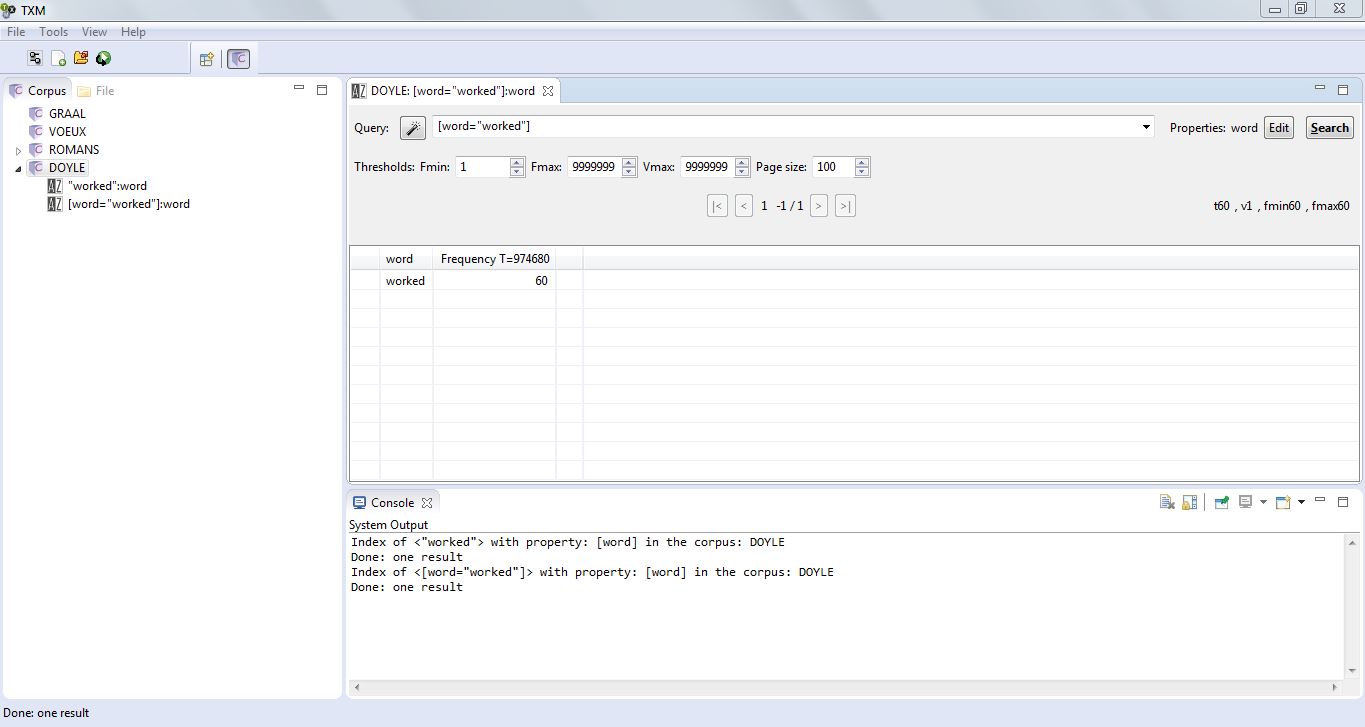 TXM
File Tools View Help
Corpus File
GRAAL
VOEUX
ROMANS
DOYLE
"worked":word
[word="worked"]:word
DOYLE: [word="worked"]:word
Query: [word="worked"] Properties: word Edit Search
Thresholds: Fmin: 1 Fmax: 9999999 Vmax: 9999999 Page size: 100
|< < 1 -1 / 1 > >| t60 , v1 , fmin60 , fmax60
word Frequency T=974680
worked 60
Console
System Output
Index of <"worked"> with property: [word] in the corpus: DOYLE
Done: one result
Index of <[word="worked"]> with property: [word] in the corpus: DOYLE
Done: one result
Done: one result